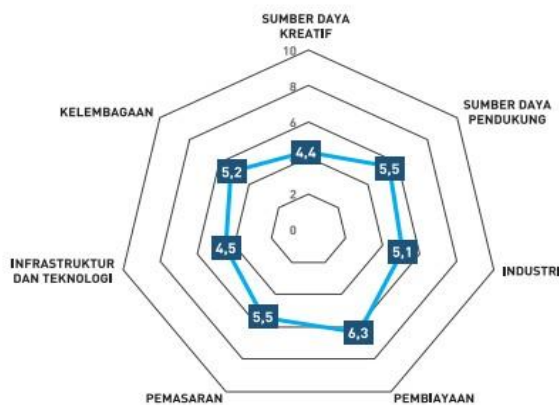 SUMBER DAYA
KREATIF
10
8
6
4,4
2
0
SUMBER DAYA
PENDUKUNG
5,5
INDUSTRI
5,1
PEMBIAYAAN
6,3
PEMASARAN
5,5
INFRASTRUKTUR
DAN TEKNOLOGI
4,5
KELEMBAGAAN
5,2